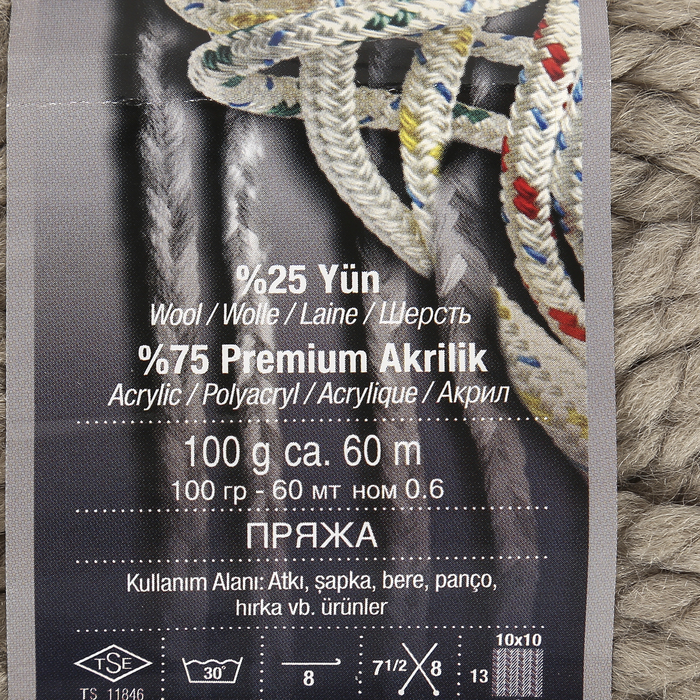 %25 Yün
Wool / Wolle / Laine / Шерсть
%75 Premium Akrilik
Acrylic / Polyacryl / Acrylique / Акрил
100 g ca. 60 m
100 гр - 60 мт ном 0.6
ПРЯЖА
Kullanım Alanı: Atkı, şapka, bere, panço,
hırka vb. ürünler
TSE
TS 11846
30°
8
7 1/2 8
10x10
13